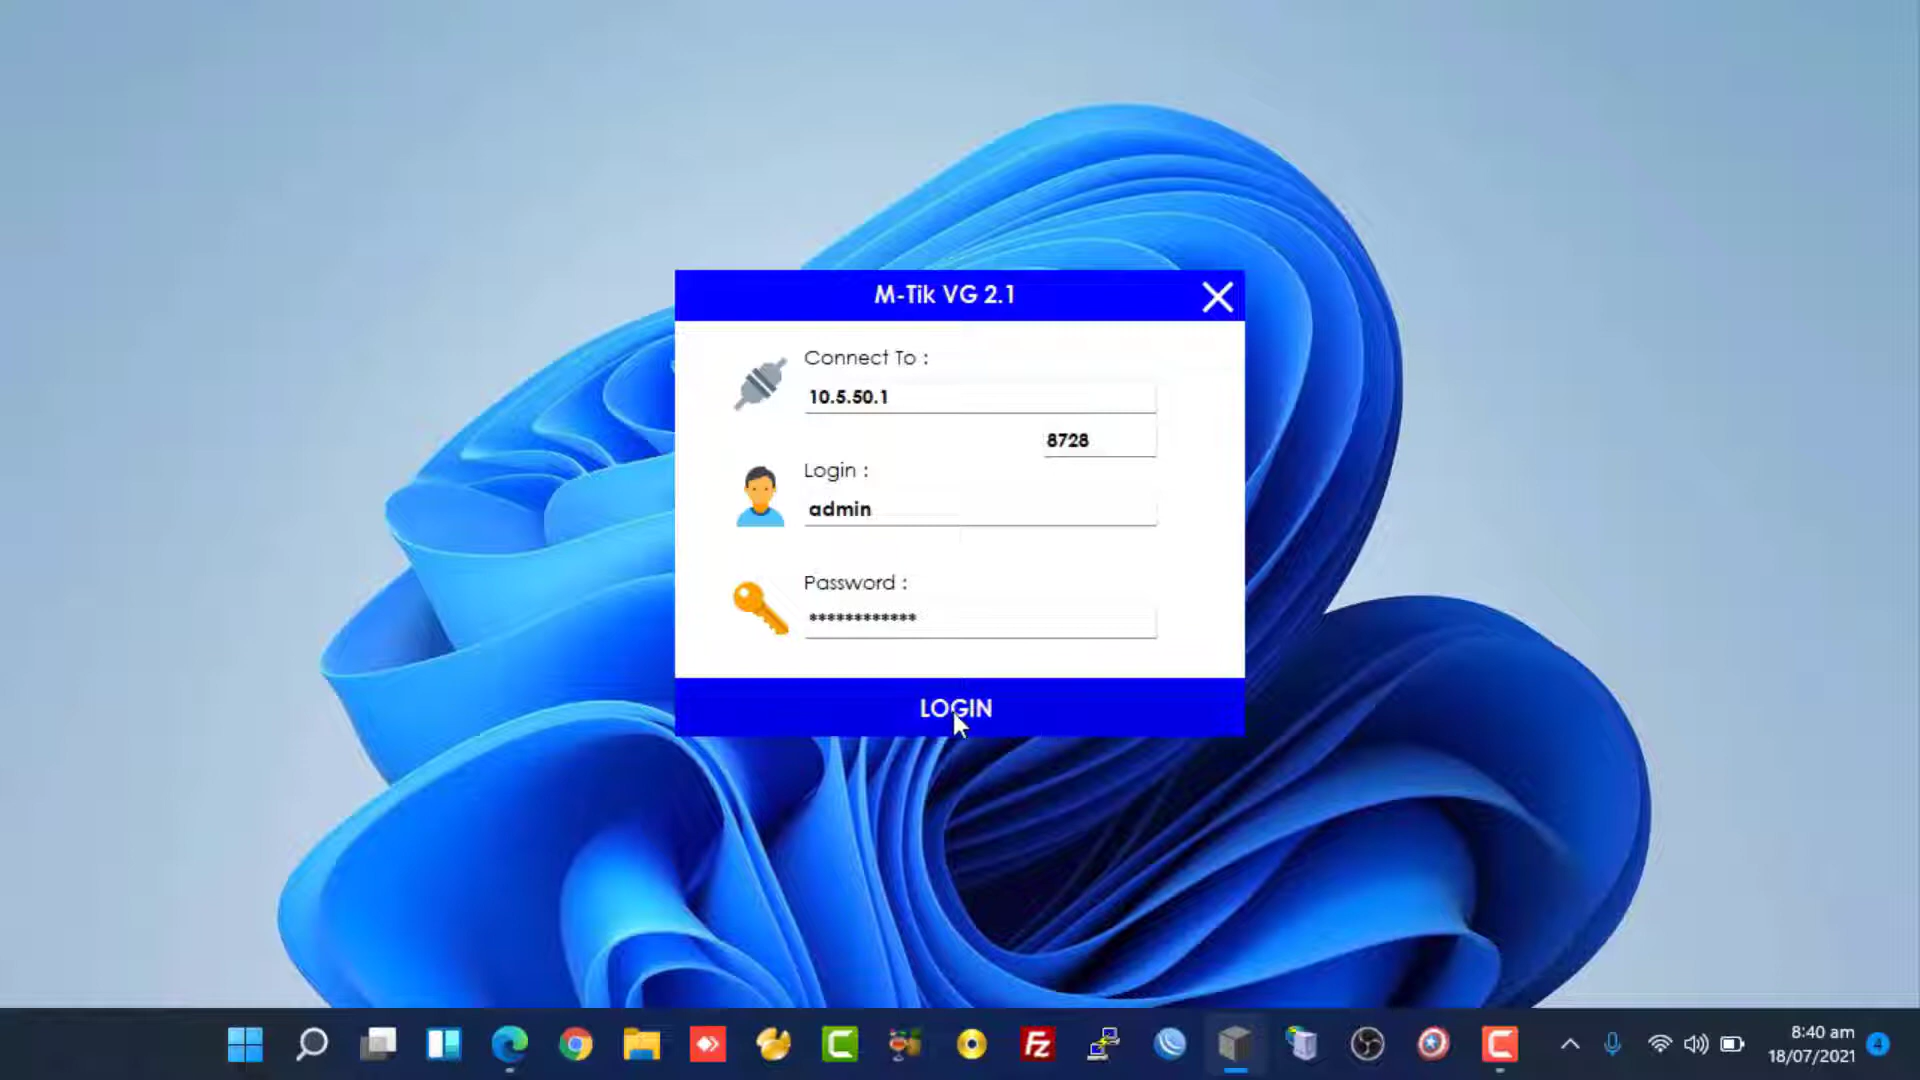 M-Tik VG 2.1
Connect To :
10.5.50.1
8728
Login :
admin
Password :
************
LOGIN
8:40 am
18/07/2021
4